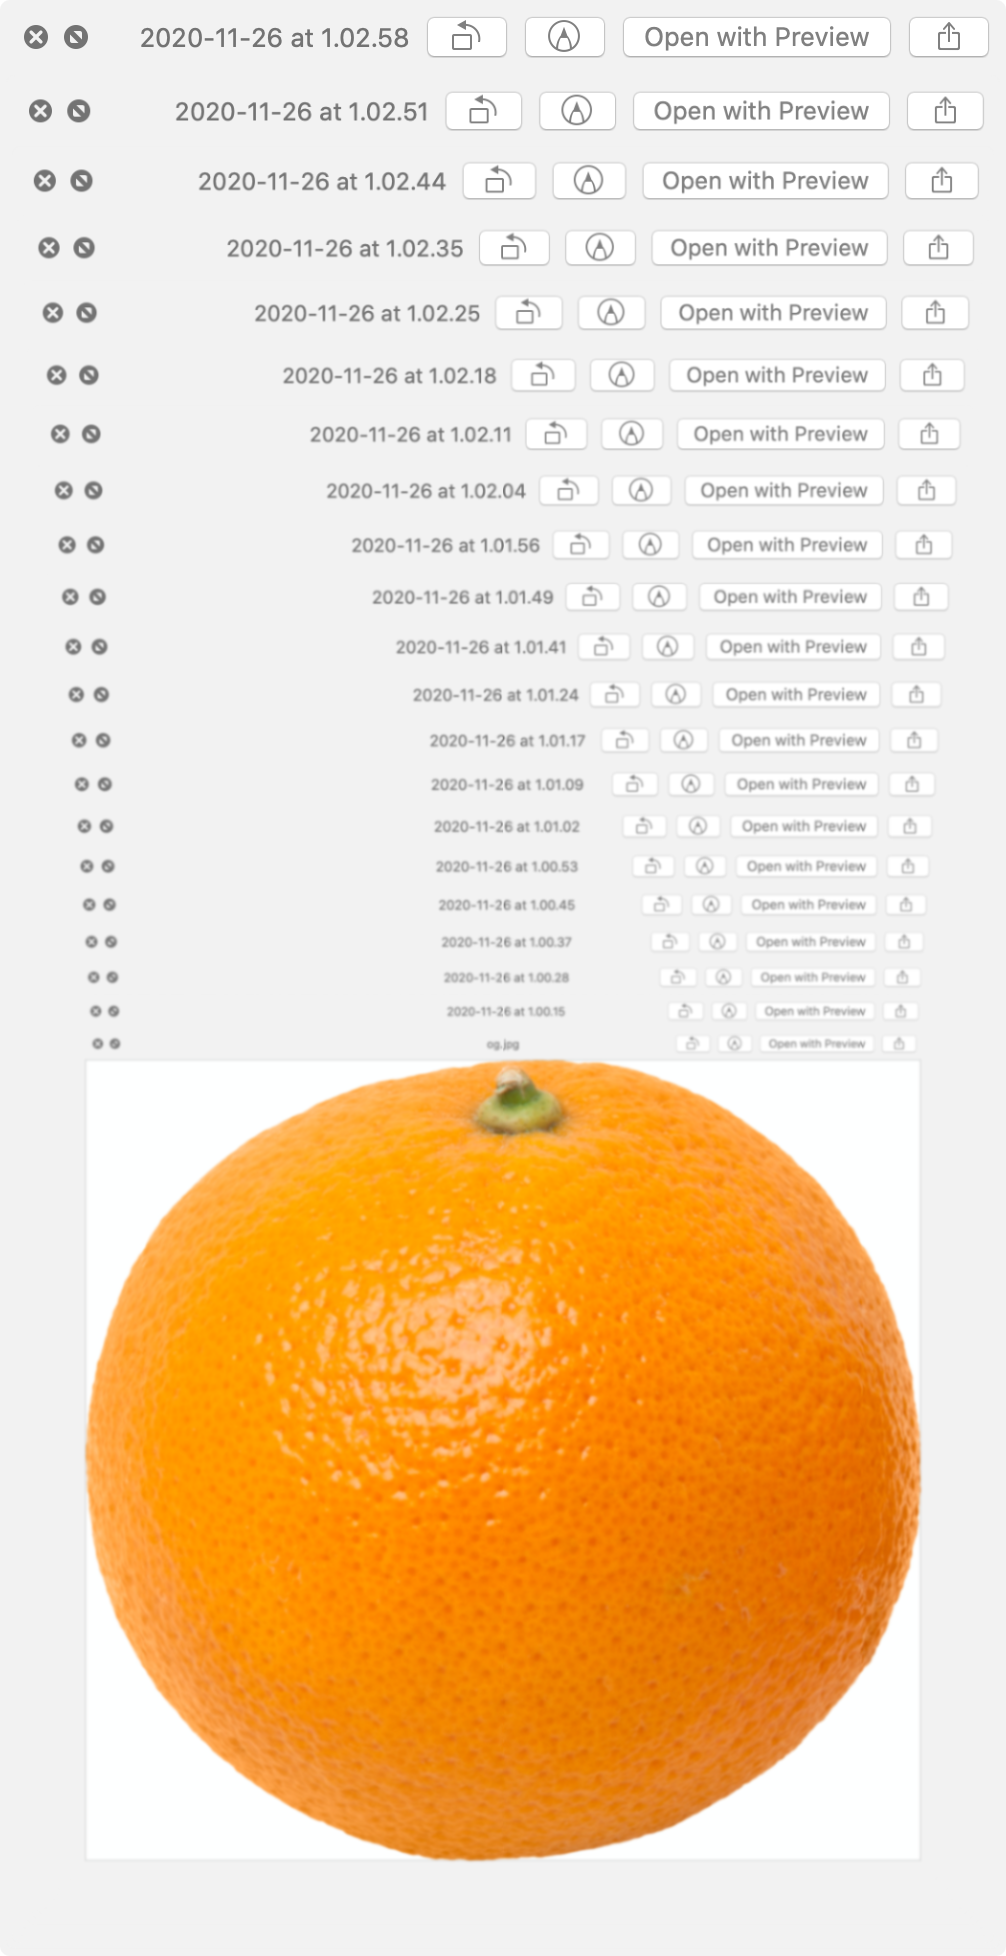 2020-11-26 at 1.02.58 Open with Preview
2020-11-26 at 1.02.51 Open with Preview
2020-11-26 at 1.02.44 Open with Preview
2020-11-26 at 1.02.35 Open with Preview
2020-11-26 at 1.02.25 Open with Preview
2020-11-26 at 1.02.18 Open with Preview
2020-11-26 at 1.02.11 Open with Preview
2020-11-26 at 1.02.04 Open with Preview
2020-11-26 at 1.01.56 Open with Preview
2020-11-26 at 1.01.49 Open with Preview
2020-11-26 at 1.01.41 Open with Preview
2020-11-26 at 1.01.24 Open with Preview
2020-11-26 at 1.01.17 Open with Preview
2020-11-26 at 1.01.09 Open with Preview
2020-11-26 at 1.01.02 Open with Preview
2020-11-26 at 1.00.53 Open with Preview
2020-11-26 at 1.00.45 Open with Preview
2020-11-26 at 1.00.37 Open with Preview
2020-11-26 at 1.00.28 Open with Preview
2020-11-26 at 1.00.15 Open with Preview
og.jpg Open with Preview